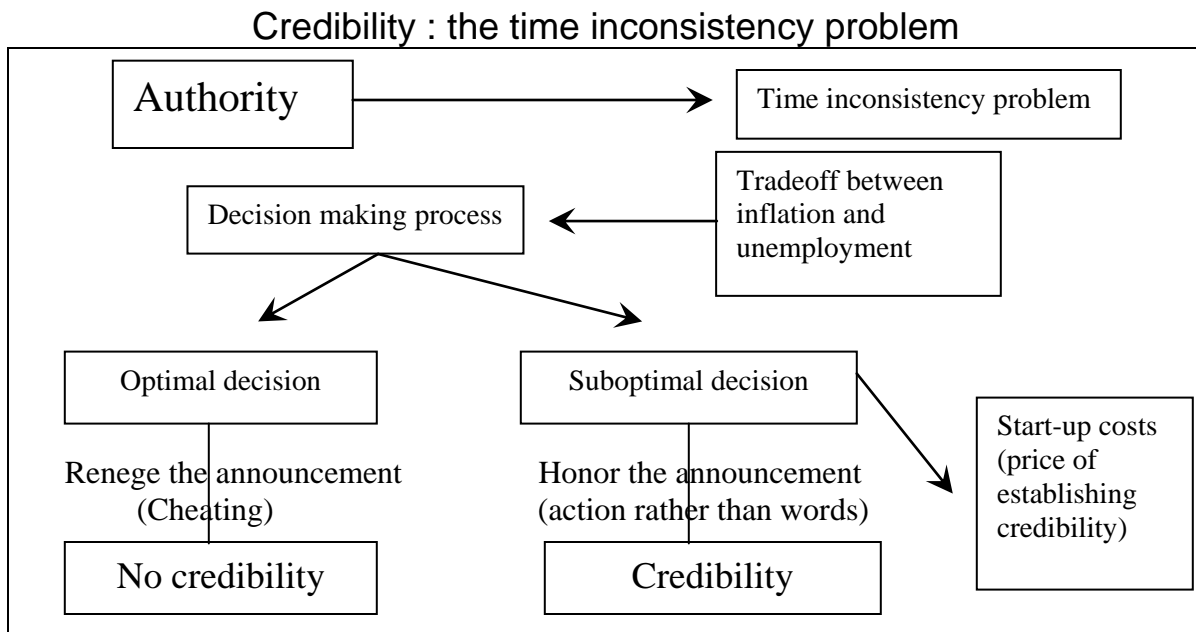 Credibility : the time inconsistency problem
Authority
Time inconsistency problem
Tradeoff between
inflation and
unemployment
Decision making process
Optimal decision
Suboptimal decision
Start-up costs
(price of
establishing
credibility)
Renege the announcement
(Cheating)
Honor the announcement
(action rather than words)
No credibility
Credibility